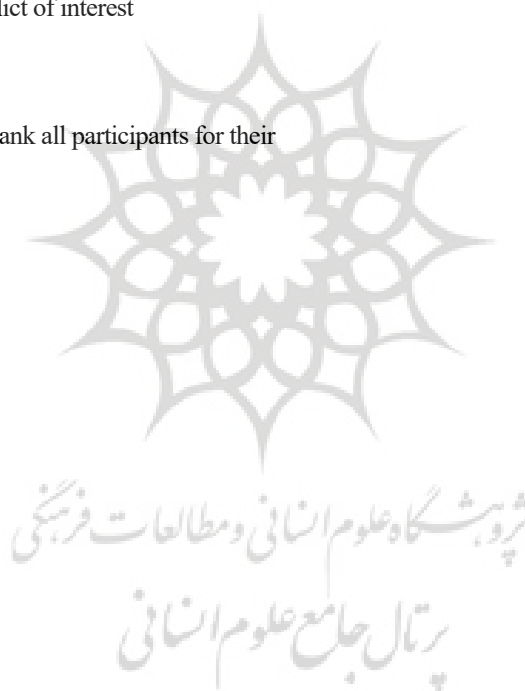 lict of interest
ank all participants for their
پژوهشگاه علوم انسانی و مطالعات فرهنگی
پرتال جامع علوم انسانی